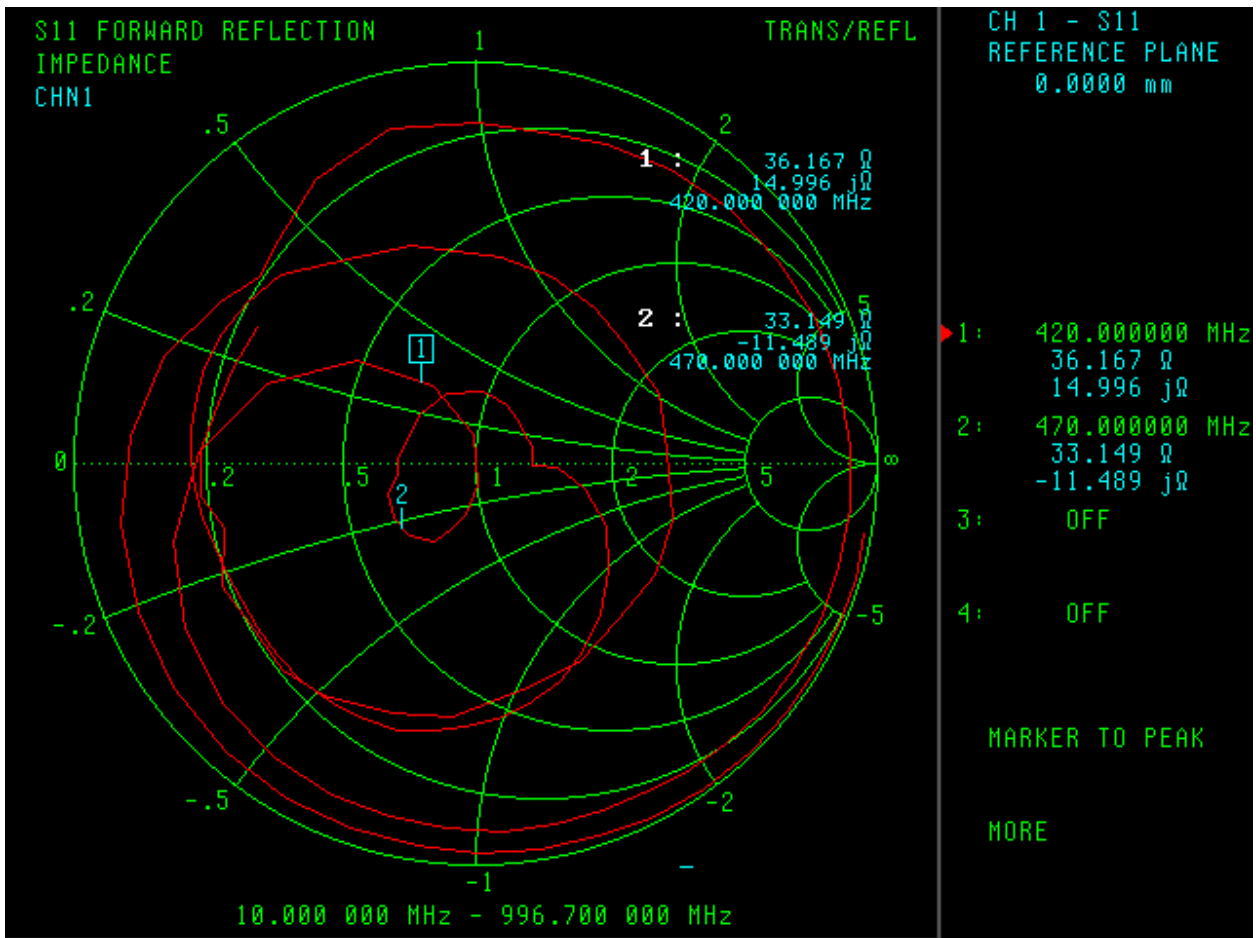 S11 FORWARD REFLECTION
TRANS/REFL
IMPEDANCE
CHN1
1
.5
2
.2
5
0
.2
.5
1
2
5
∞
-.2
-5
-.5
-2
-1
1 :
36.167 Ω
14.996 jΩ
420.000 000 MHz
2 :
33.149 Ω
-11.489 jΩ
470.000 000 MHz
1
2
10.000 000 MHz - 996.700 000 MHz
CH 1 - S11
REFERENCE PLANE
0.0000 mm
1: 420.000000 MHz
36.167 Ω
14.996 jΩ
2: 470.000000 MHz
33.149 Ω
-11.489 jΩ
3: OFF
4: OFF
MARKER TO PEAK
MORE